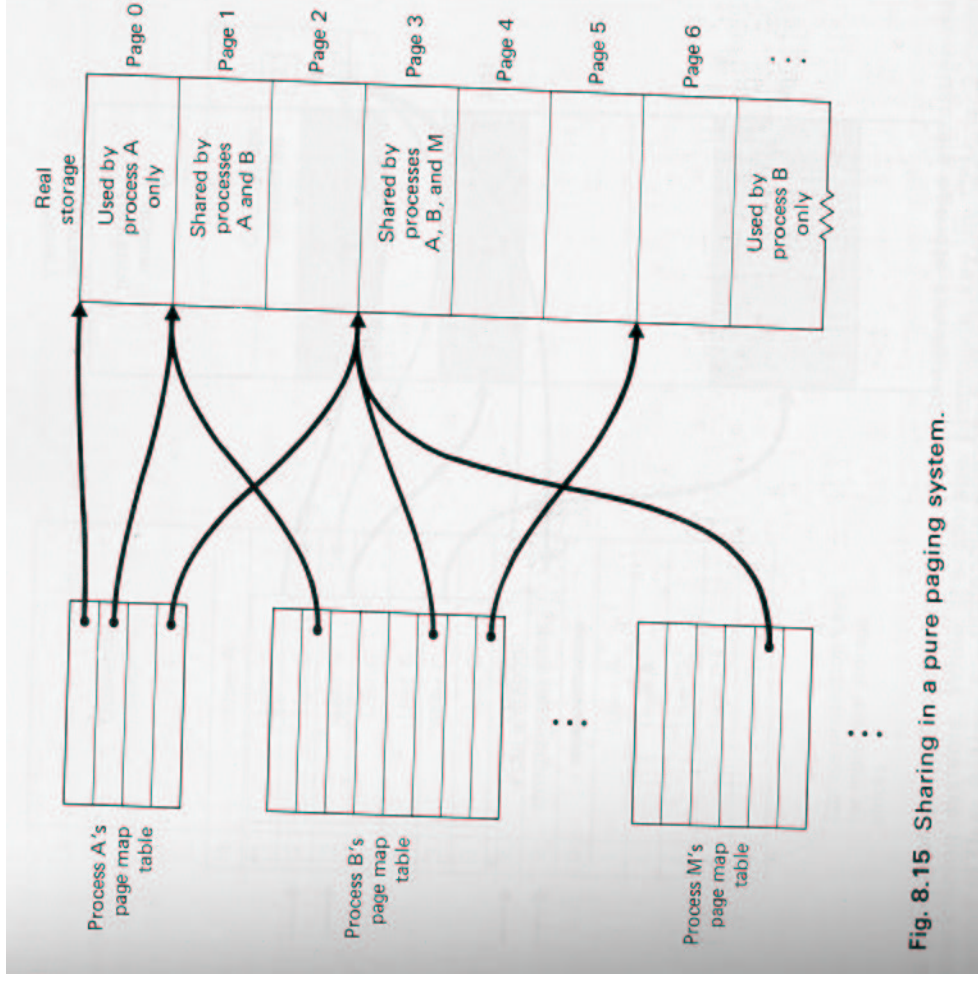 Real
storage
Used by
process A
only
Page 0
Shared by
processes
A and B
Page 1
Page 2
Shared by
processes
A, B, and M
Page 3
Page 4
Page 5
Page 6
Used by
process B
only
⋮
Process A's
page map
table
Process B's
page map
table
⋮
Process M's
page map
table
⋮
Fig. 8.15 Sharing in a pure paging system.